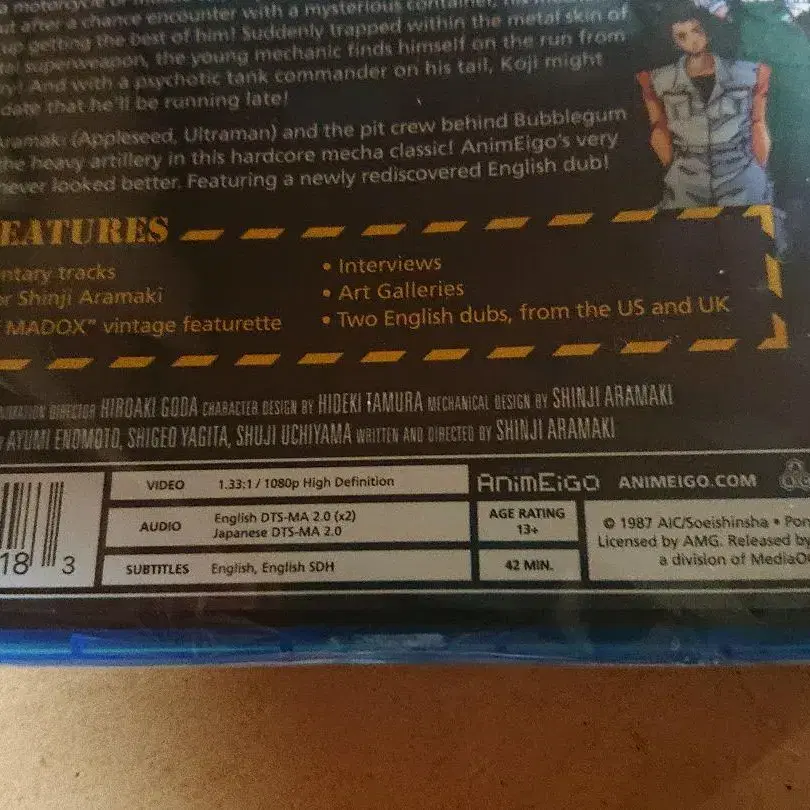 after a chance encounter with a mysterious container,
up getting the best of him! Suddenly trapped within the metal skin of
superweapon, the young mechanic finds himself on the run from
And with a psychotic tank commander on his tail, Koji might
date that he'll be running late!
Aramaki (Appleseed, Ultraman) and the pit crew behind Bubblegum
the heavy artillery in this hardcore mecha classic! AnimEigo's very
never looked better. Featuring a newly rediscovered English dub!
EATURES
ntary tracks
or Shinji Aramaki
MADOX" vintage featurette
• Interviews
• Art Galleries
• Two English dubs, from the US and UK
DIRECTOR HIROAKI GODA CHARACTER DESIGN BY HIDEKI TAMURA MECHANICAL DESIGN BY SHINJI ARAMAKI
AYUMI ENOMOTO, SHIGEO YAGITA, SHUJI UCHIYAMA WRITTEN AND DIRECTED BY SHINJI ARAMAKI
18 3
VIDEO 1.33:1 / 1080p High Definition
AUDIO English DTS-MA 2.0 (x2)
Japanese DTS-MA 2.0
SUBTITLES English, English SDH
ANIMEIGO ANIMEIGO.COM
AGE RATING
13+
42 MIN.
© 1987 AIC/Soeishinsha • Pon
Licensed by AMG. Released by
a division of MediaO